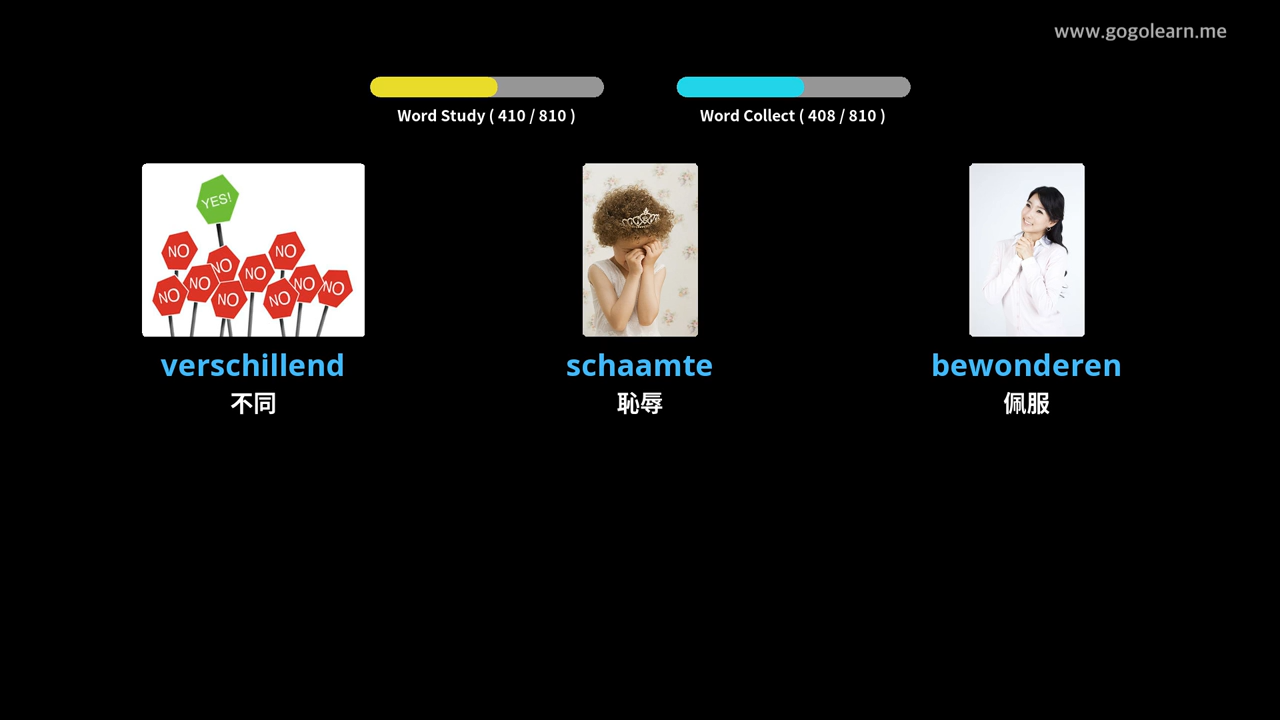 www.gogolearn.me
Word Study ( 410 / 810 )
Word Collect ( 408 / 810 )
YES!
NO
NO
NO
NO
NO
NO
NO
NO
NO
NO
verschillend
不同
schaamte
恥辱
bewonderen
佩服